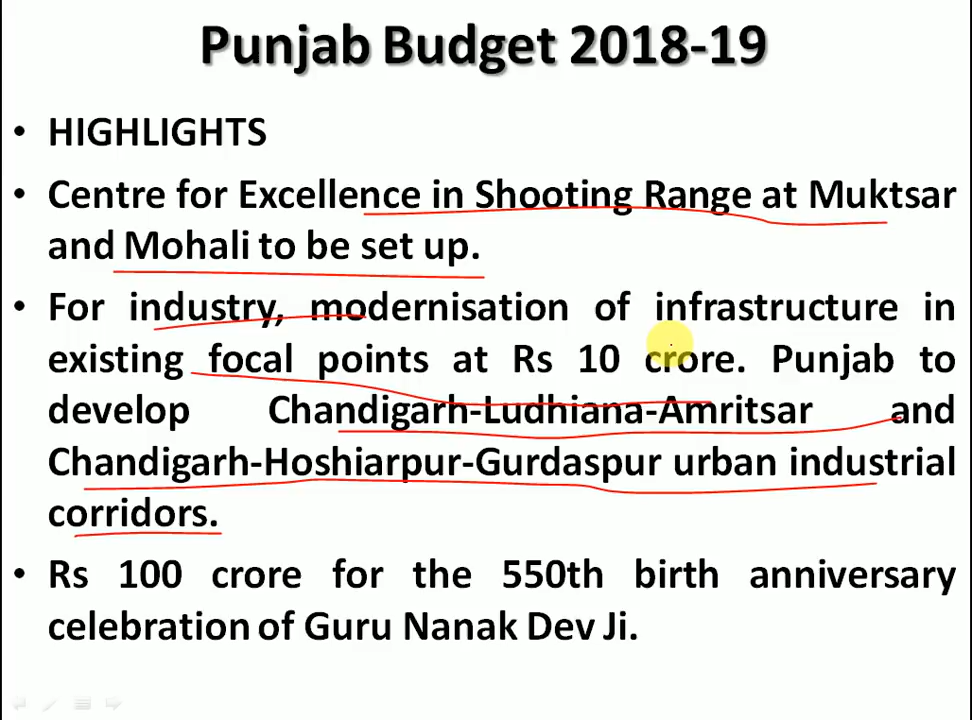 Punjab Budget 2018-19
• HIGHLIGHTS
• Centre for Excellence in Shooting Range at Muktsar
and Mohali to be set up.
• For industry, modernisation of infrastructure in
existing focal points at Rs 10 crore. Punjab to
develop Chandigarh-Ludhiana-Amritsar and
Chandigarh-Hoshiarpur-Gurdaspur urban industrial
corridors.
• Rs 100 crore for the 550th birth anniversary
celebration of Guru Nanak Dev Ji.